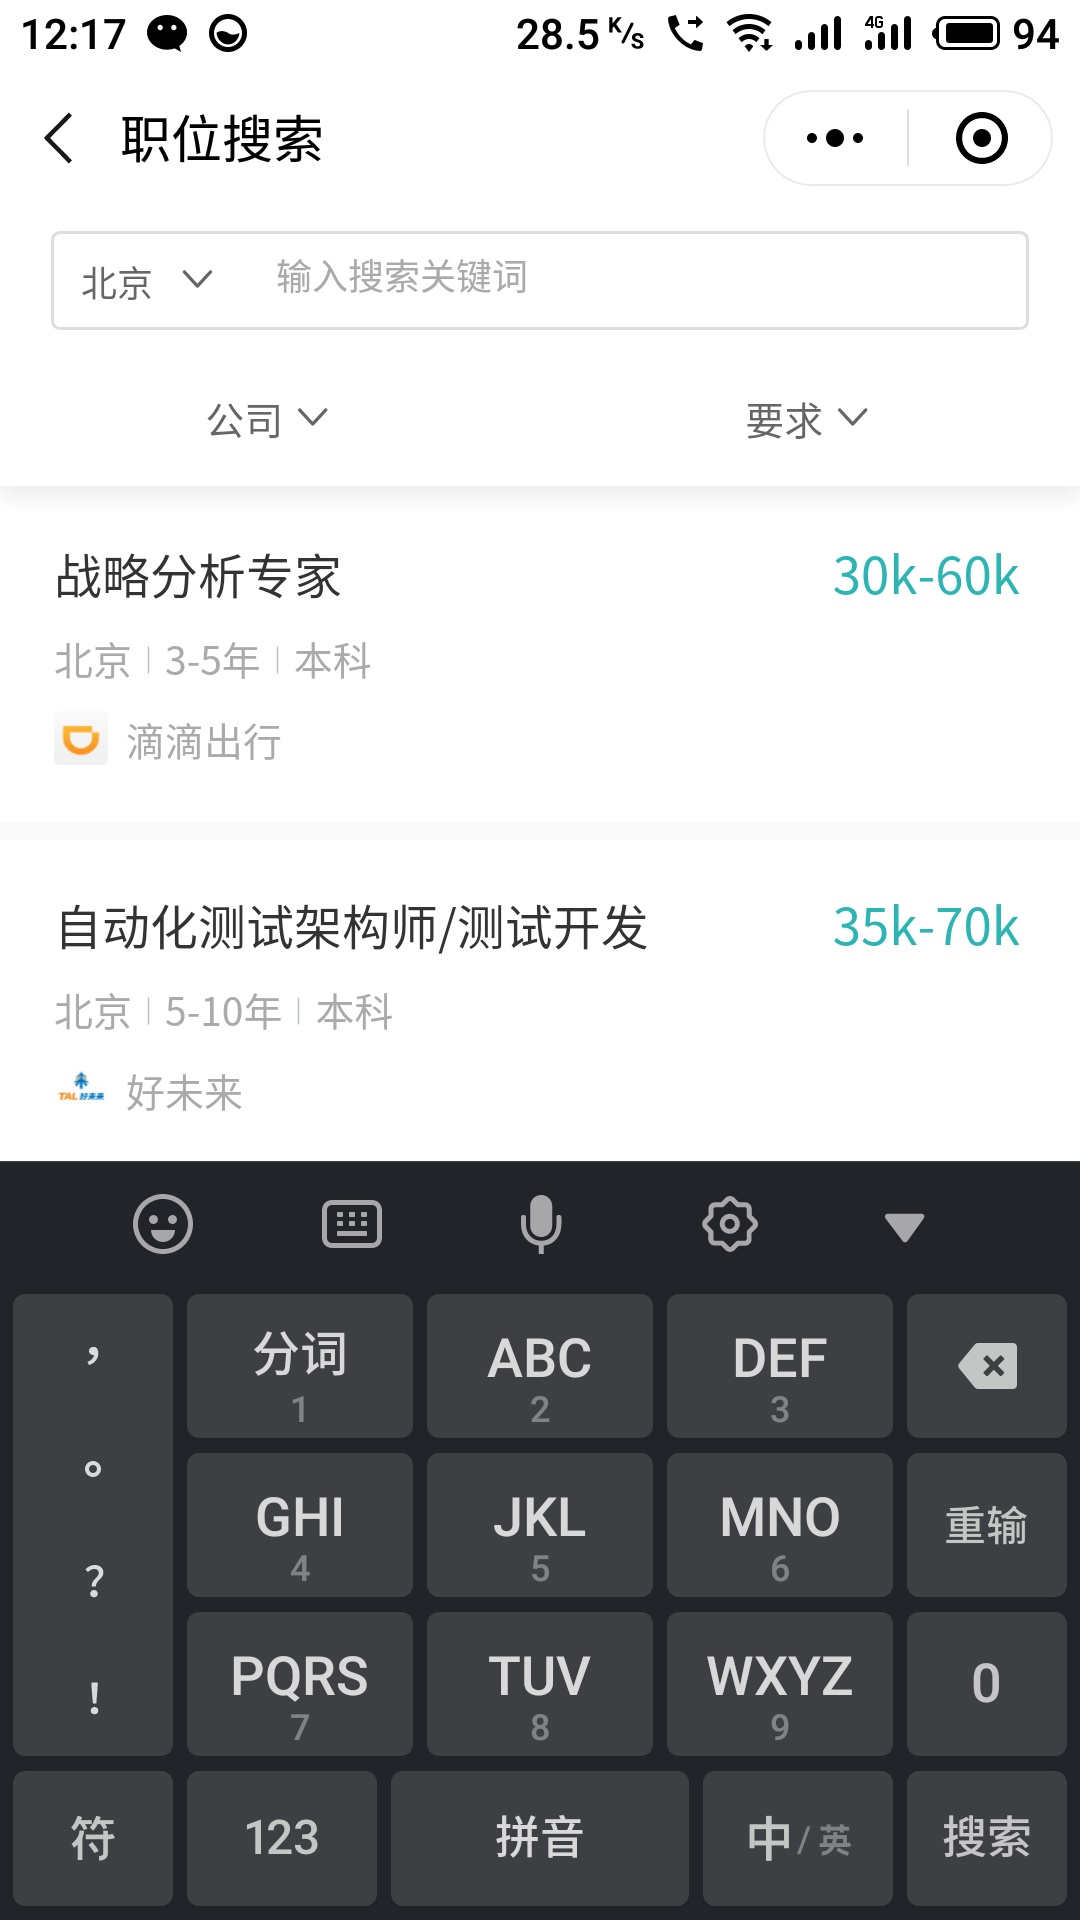 12:17 28.5 K/s 4G 94
职位搜索
北京 输入搜索关键词
公司 要求
战略分析专家 30k-60k
北京 3-5年 本科
滴滴出行
自动化测试架构师/测试开发 35k-70k
北京 5-10年 本科
TAL好未来 好未来
， 分词 ABC DEF
1 2 3
。 GHI JKL MNO 重输
4 5 6
？
PQRS TUV WXYZ 0
！ 7 8 9
符 123 拼音 中/英 搜索